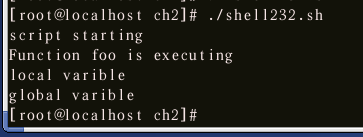 [root@localhost ch2]# ./shell232.sh
script starting
Function foo is executing
local varible
global varible
[root@localhost ch2]#